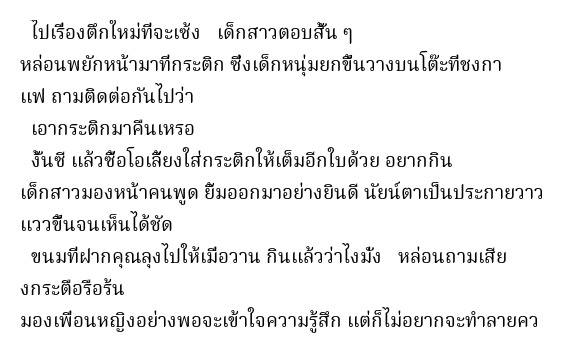 ไปเรื่องตึกใหม่ที่จะเซ้ง   เด็กสาวตอบสั้น ๆ
หล่อนพยักหน้ามาที่กระติก ซึ่งเด็กหนุ่มยกขึ้นวางบนโต๊ะที่ชงกา
แฟ ถามติดต่อกันไปว่า
เอากระติกมาคืนเหรอ
งั้นซี แล้วซื้อโอเลี้ยงใส่กระติกให้เต็มอีกใบด้วย อยากกิน
เด็กสาวมองหน้าคนพูด ยิ้มออกมาอย่างยินดี นัยน์ตาเป็นประกายวาว
แววขึ้นจนเห็นได้ชัด
ขนมที่ฝากคุณลุงไปให้เมื่อวาน กินแล้วว่าไงมั่ง   หล่อนถามเสีย
งกระตือรือร้น
มองเพื่อนหญิงอย่างพอจะเข้าใจความรู้สึก แต่ก็ไม่อยากจะทำลายคว